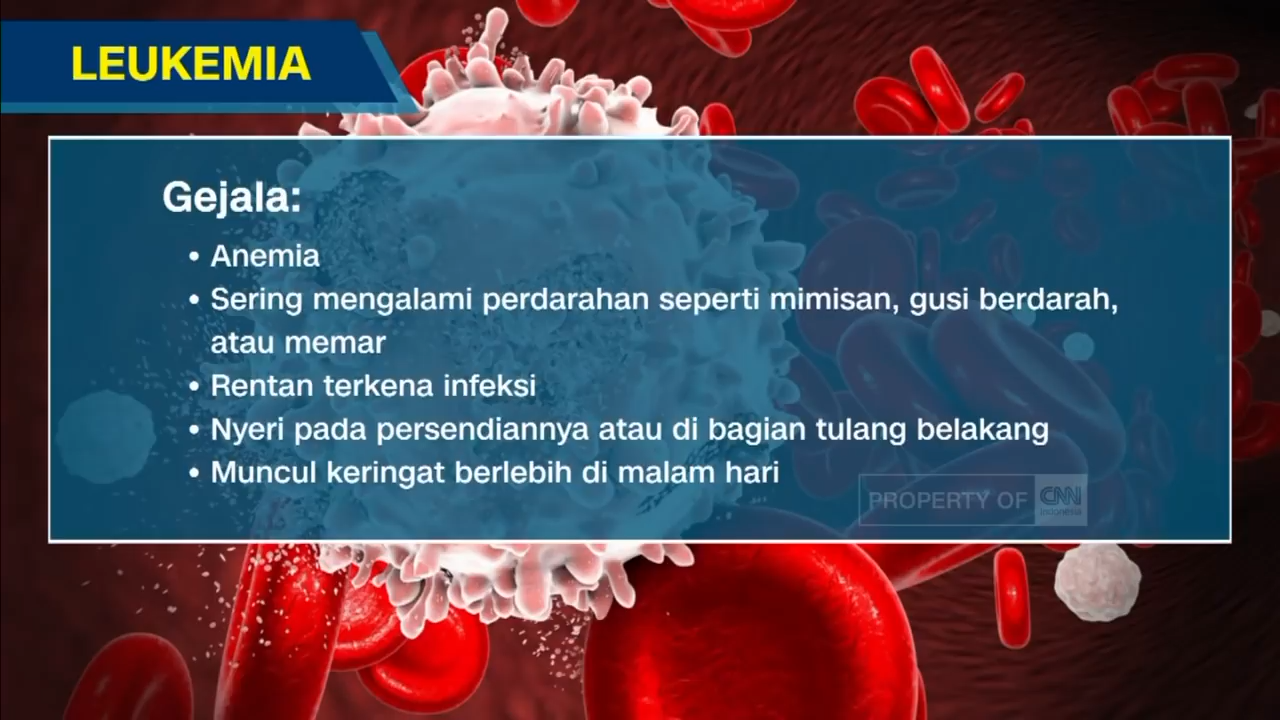 LEUKEMIA
Gejala:
• Anemia
• Sering mengalami perdarahan seperti mimisan, gusi berdarah,
atau memar
• Rentan terkena infeksi
• Nyeri pada persendiannya atau di bagian tulang belakang
• Muncul keringat berlebih di malam hari
PROPERTY OF CNN
Indonesia